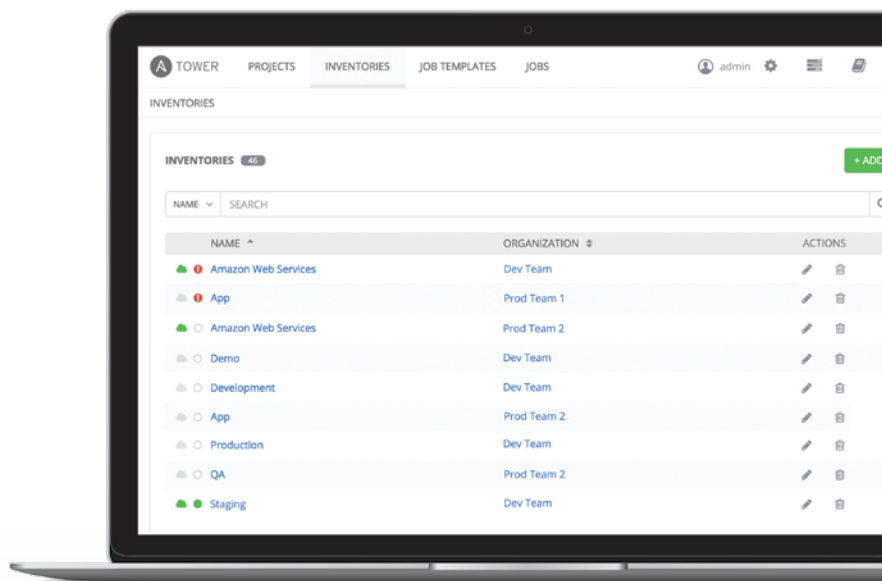 A TOWER PROJECTS INVENTORIES JOB TEMPLATES JOBS admin
INVENTORIES
INVENTORIES 46
+ ADD
NAME SEARCH
NAME ORGANIZATION ACTIONS
Amazon Web Services Dev Team
App Prod Team 1
Amazon Web Services Prod Team 2
Demo Dev Team
Development Dev Team
App Prod Team 2
Production Dev Team
QA Prod Team 2
Staging Dev Team